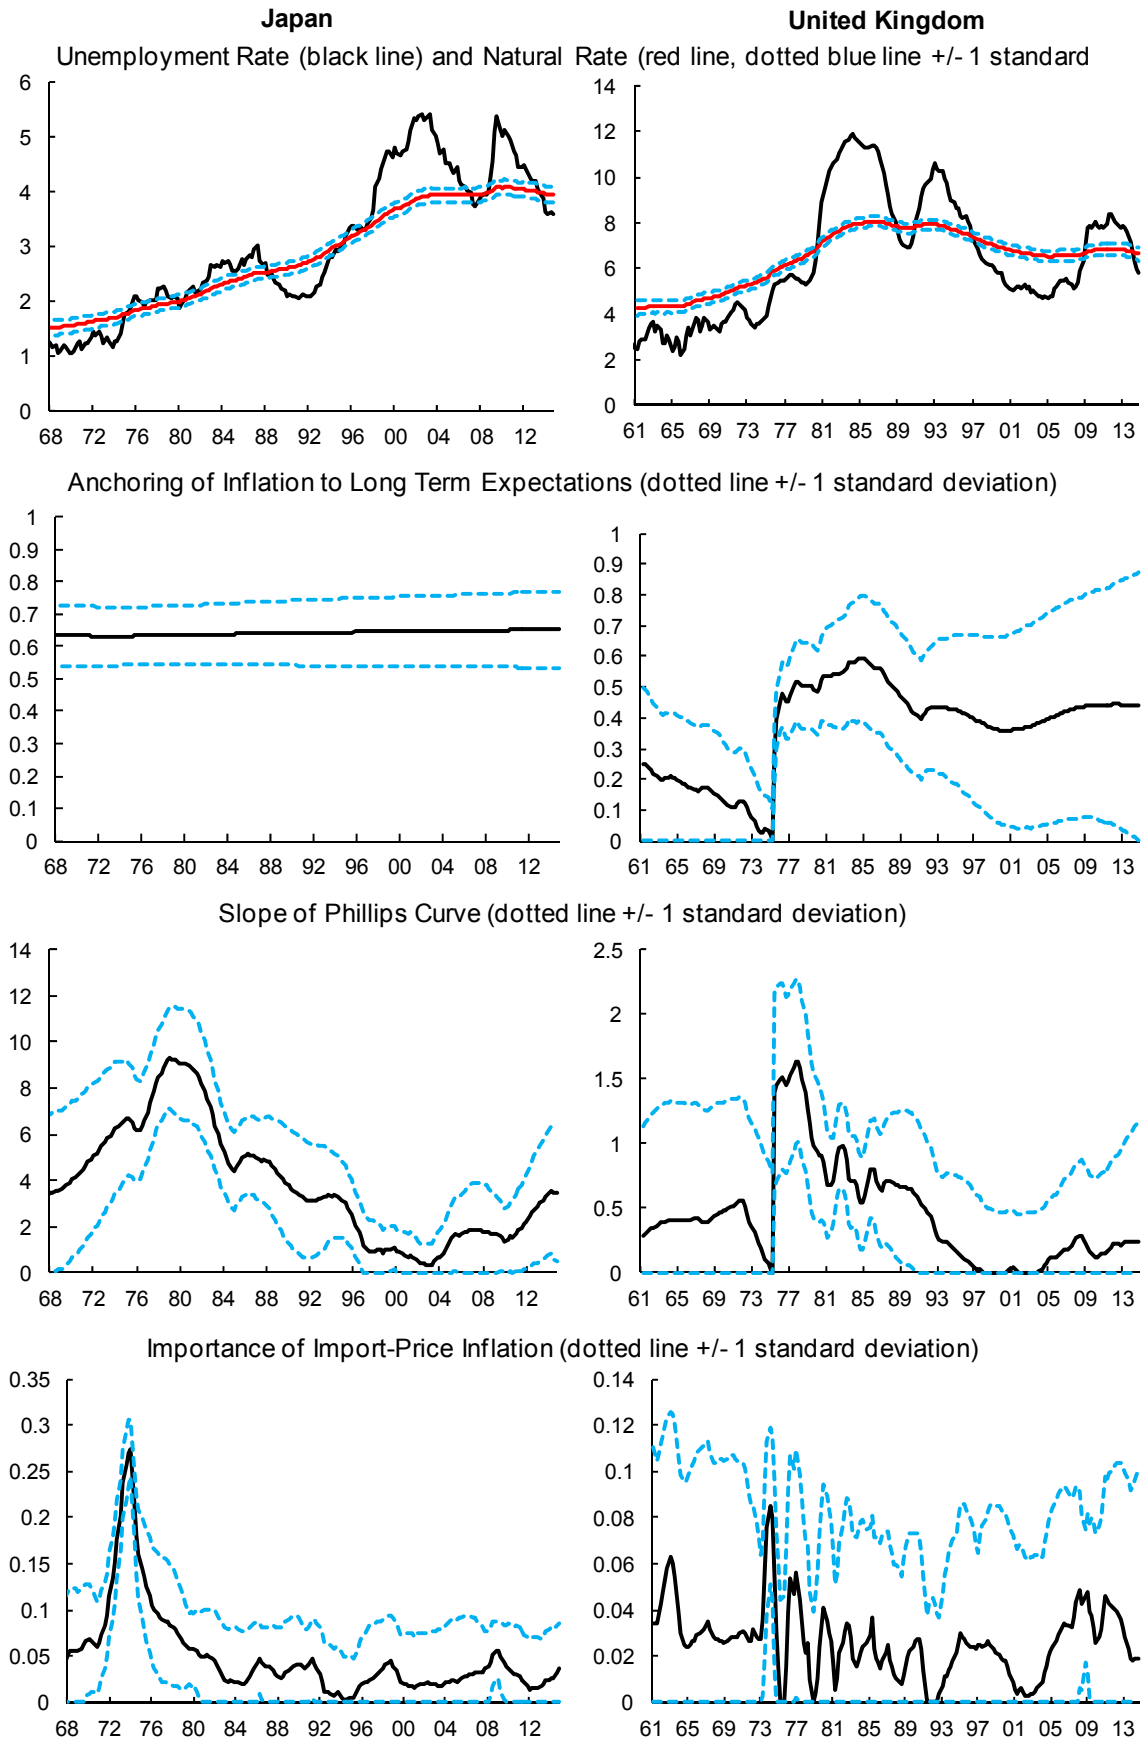 Japan United Kingdom
Unemployment Rate (black line) and Natural Rate (red line, dotted blue line +/- 1 standard
6 14
5 12
4 10
3 8
2 6
1 4
0 2
0
68 72 76 80 84 88 92 96 00 04 08 12
61 65 69 73 77 81 85 89 93 97 01 05 09 13
Anchoring of Inflation to Long Term Expectations (dotted line +/- 1 standard deviation)
1 1
0.9 0.9
0.8 0.8
0.7 0.7
0.6 0.6
0.5 0.5
0.4 0.4
0.3 0.3
0.2 0.2
0.1 0.1
0 0
68 72 76 80 84 88 92 96 00 04 08 12
61 65 69 73 77 81 85 89 93 97 01 05 09 13
Slope of Phillips Curve (dotted line +/- 1 standard deviation)
14 2.5
12 2
10 1.5
8 1
6 0.5
4 0
2
0
68 72 76 80 84 88 92 96 00 04 08 12
61 65 69 73 77 81 85 89 93 97 01 05 09 13
Importance of Import-Price Inflation (dotted line +/- 1 standard deviation)
0.35 0.14
0.3 0.12
0.25 0.1
0.2 0.08
0.15 0.06
0.1 0.04
0.05 0.02
0 0
68 72 76 80 84 88 92 96 00 04 08 12
61 65 69 73 77 81 85 89 93 97 01 05 09 13